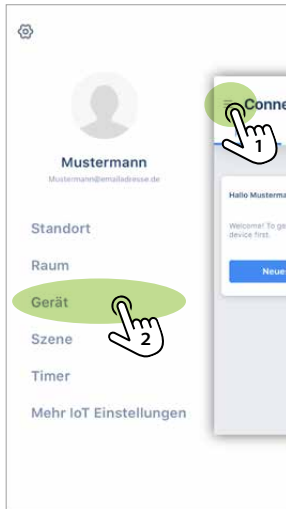 Mustermann
Mustermann@emailadresse.de
Standort
Raum
Gerät
2
Szene
Timer
Mehr IoT Einstellungen
Conne
1
Hallo Musterma
Welcome! To ge
device first.
Neue